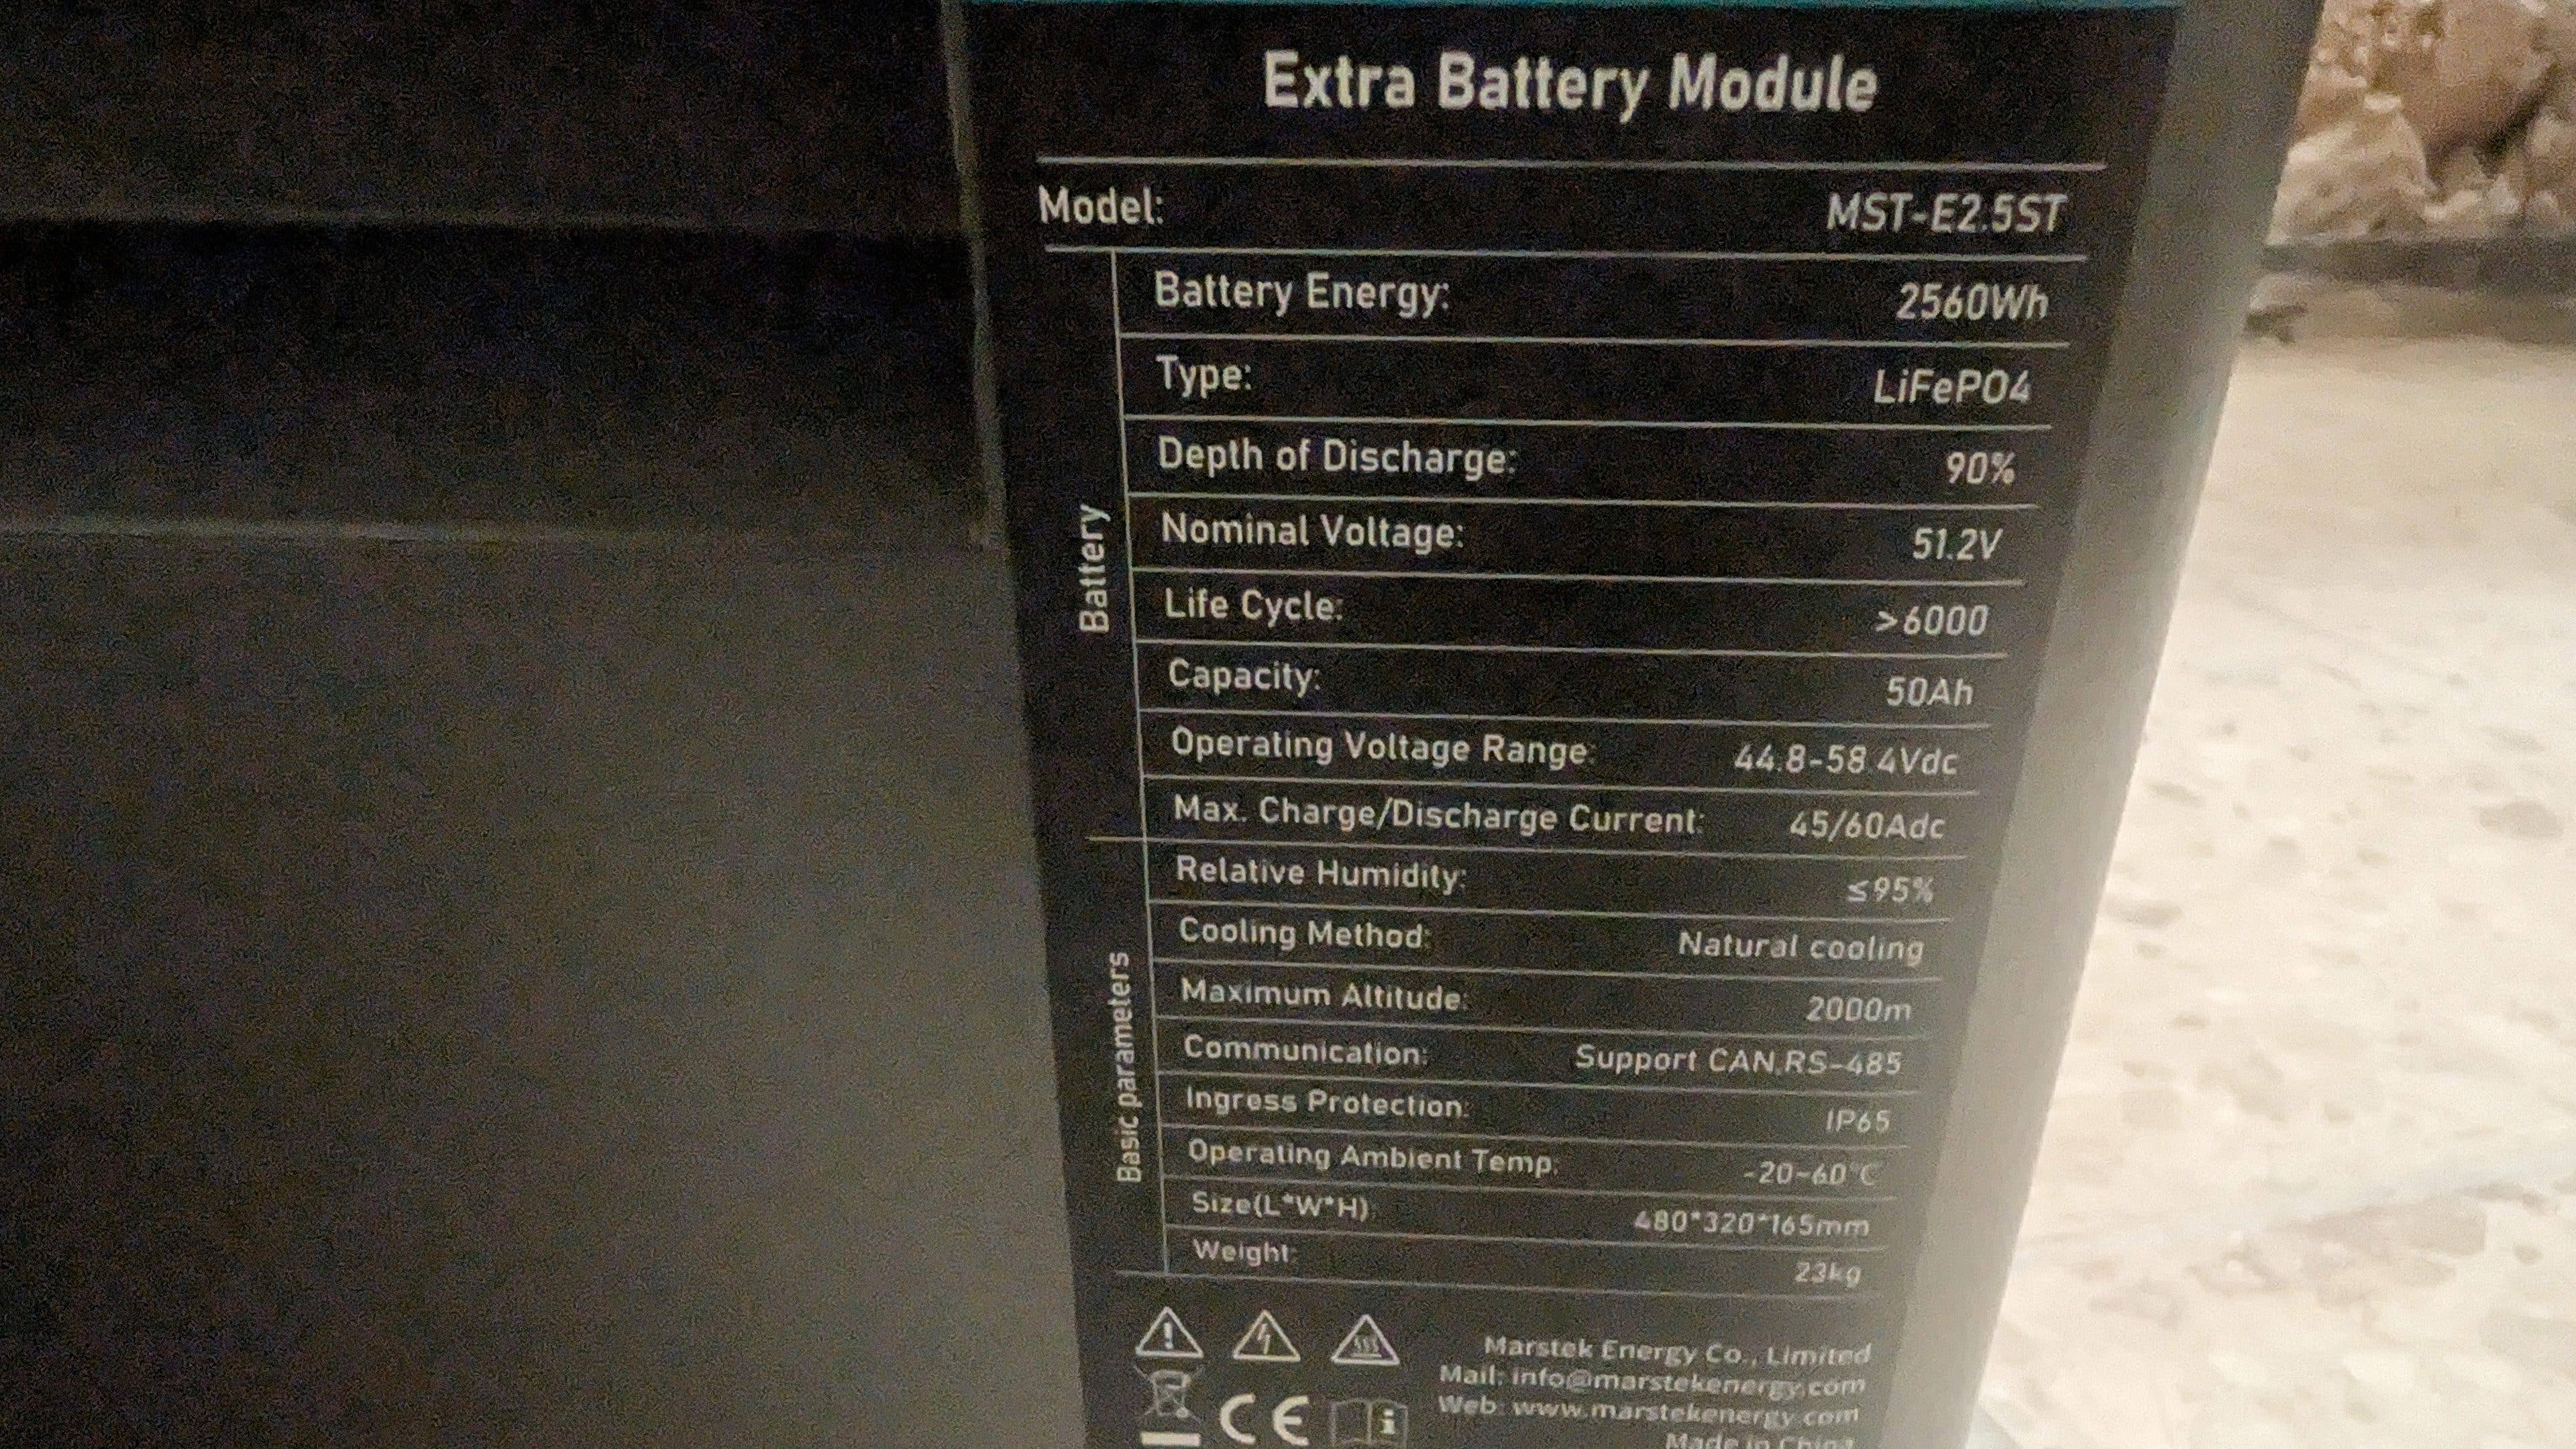 Extra Battery Module
Model: MST-E2.5ST
Battery
Battery Energy: 2560Wh
Type: LiFePO4
Depth of Discharge: 90%
Nominal Voltage: 51.2V
Life Cycle: >6000
Capacity: 50Ah
Operating Voltage Range: 44.8-58.4Vdc
Max. Charge/Discharge Current: 45/60Adc
Basic parameters
Relative Humidity: ≤95%
Cooling Method: Natural cooling
Maximum Altitude: 2000m
Communication: Support CAN,RS-485
Ingress Protection: IP65
Operating Ambient Temp: -20-60°C
Size(L*W*H): 480*320*165mm
Weight: 23kg
Marstek Energy Co., Limited
Mail: info@marstekenergy.com
Web: www.marstekenergy.com
Made in China
CE
i